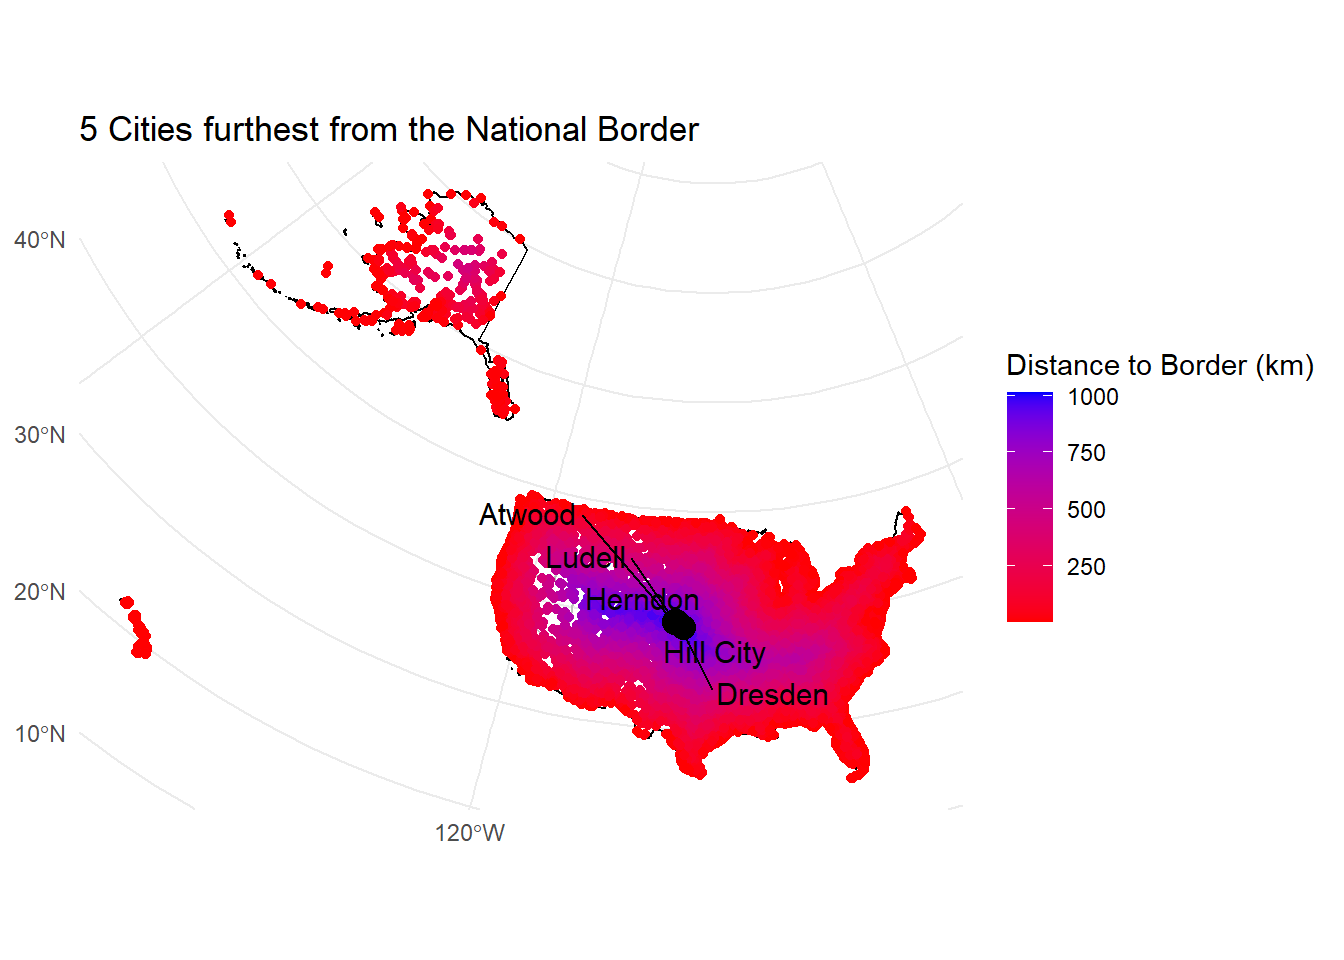 5 Cities furthest from the National Border
40°N
30°N
20°N
10°N
120°W
Atwood
Ludell
Herndon
Hill City
Dresden
Distance to Border (km)
1000
750
500
250